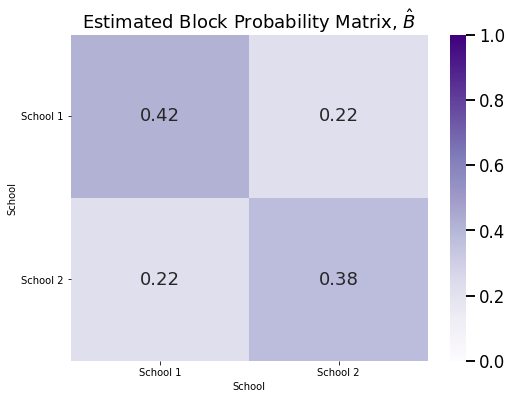 Estimated Block Probability Matrix, B̂
School 1
0.42
0.22
School
School 2
0.22
0.38
School 1
School 2
School
1.0
0.8
0.6
0.4
0.2
0.0